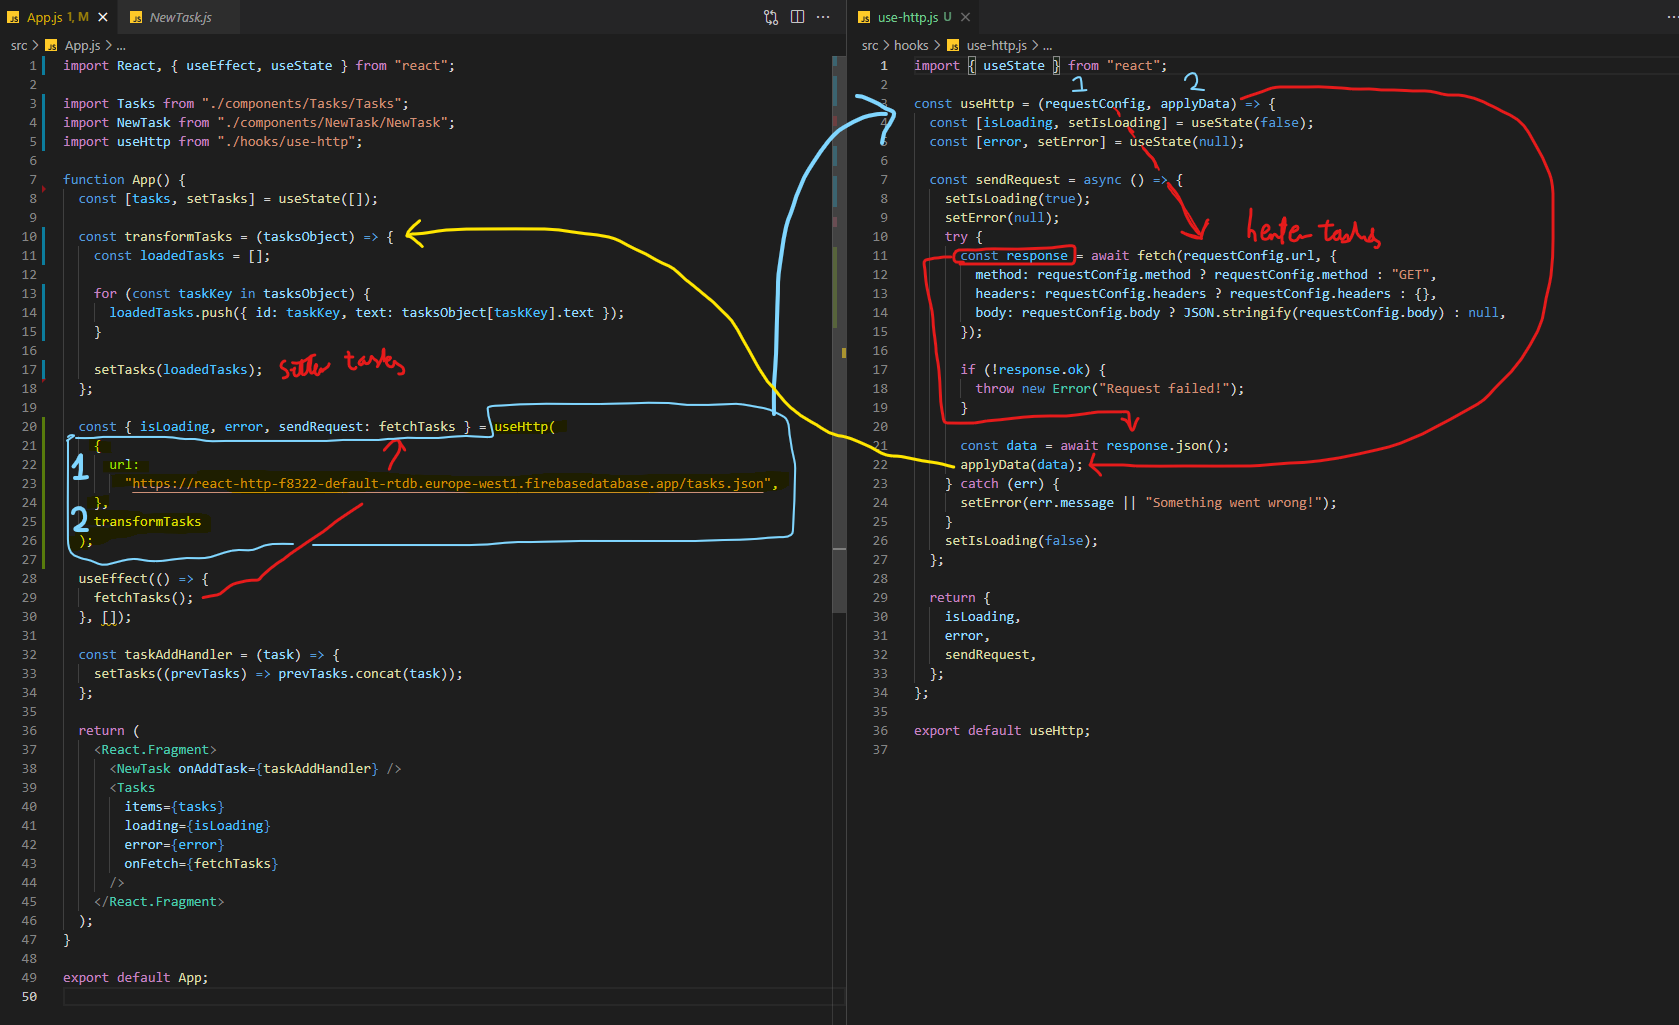 App.js 1, M
NewTask.js
src > App.js > ...
1 import React, { useEffect, useState } from "react";
2
3 import Tasks from "./components/Tasks/Tasks";
4 import NewTask from "./components/NewTask/NewTask";
5 import useHttp from "./hooks/use-http";
6
7 function App() {
8 const [tasks, setTasks] = useState([]);
9
10 const transformTasks = (tasksObject) => {
11 const loadedTasks = [];
12
13 for (const taskKey in tasksObject) {
14 loadedTasks.push({ id: taskKey, text: tasksObject[taskKey].text });
15 }
16
17 setTasks(loadedTasks);
setter tasks
18 };
19
20 const { isLoading, error, sendRequest: fetchTasks } = useHttp(
21 {
1
22 url:
23 "https://react-http-f8322-default-rtdb.europe-west1.firebasedatabase.app/tasks.json",
24 },
2
25 transformTasks
26 );
27
28 useEffect(() => {
29 fetchTasks();
30 }, []);
31
32 const taskAddHandler = (task) => {
33 setTasks((prevTasks) => prevTasks.concat(task));
34 };
35
36 return (
37 <React.Fragment>
38 <NewTask onAddTask={taskAddHandler} />
39 <Tasks
40 items={tasks}
41 loading={isLoading}
42 error={error}
43 onFetch={fetchTasks}
44 />
45 </React.Fragment>
46 );
47 }
48
49 export default App;
50
use-http.js U
src > hooks > use-http.js > ...
1 import { useState } from "react";
2
1 2
3 const useHttp = (requestConfig, applyData) => {
4 const [isLoading, setIsLoading] = useState(false);
5 const [error, setError] = useState(null);
6
7 const sendRequest = async () => {
8 setIsLoading(true);
9 setError(null);
10 try {
henter tasks
11 const response = await fetch(requestConfig.url, {
12 method: requestConfig.method ? requestConfig.method : "GET",
13 headers: requestConfig.headers ? requestConfig.headers : {},
14 body: requestConfig.body ? JSON.stringify(requestConfig.body) : null,
15 });
16
17 if (!response.ok) {
18 throw new Error("Request failed!");
19 }
20
21 const data = await response.json();
22 applyData(data);
23 } catch (err) {
24 setError(err.message || "Something went wrong!");
25 }
26 setIsLoading(false);
27 };
28
29 return {
30 isLoading,
31 error,
32 sendRequest,
33 };
34 };
35
36 export default useHttp;
37